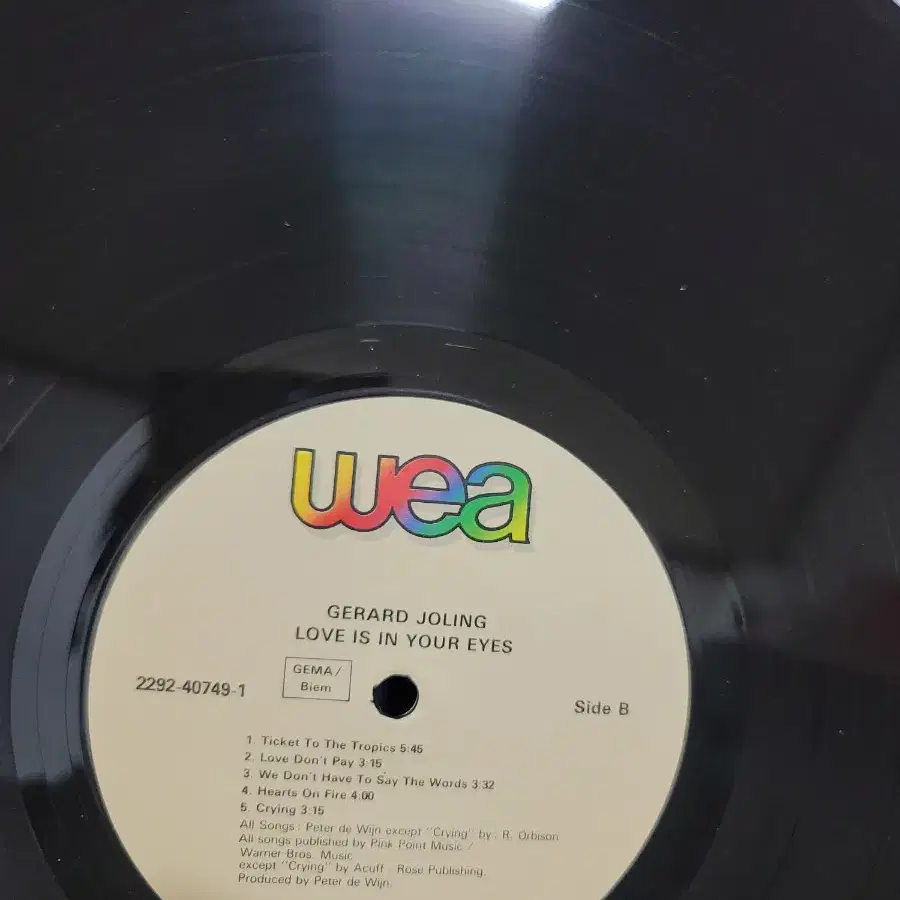 wea
GERARD JOLING
LOVE IS IN YOUR EYES
GEMA/
Biem
2292-40749-1
Side B
1. Ticket To The Tropics 5:45
2. Love Don't Pay 3:15
3. We Don't Have To Say The Words 3:32
4. Hearts On Fire 4:00
5. Crying 3:15
All Songs : Peter de Wijn except "Crying" by : R. Orbison
All songs published by Pink Point Music /
Warner Bros. Music
except "Crying" by Acuff - Rose Publishing.
Produced by Peter de Wijn.